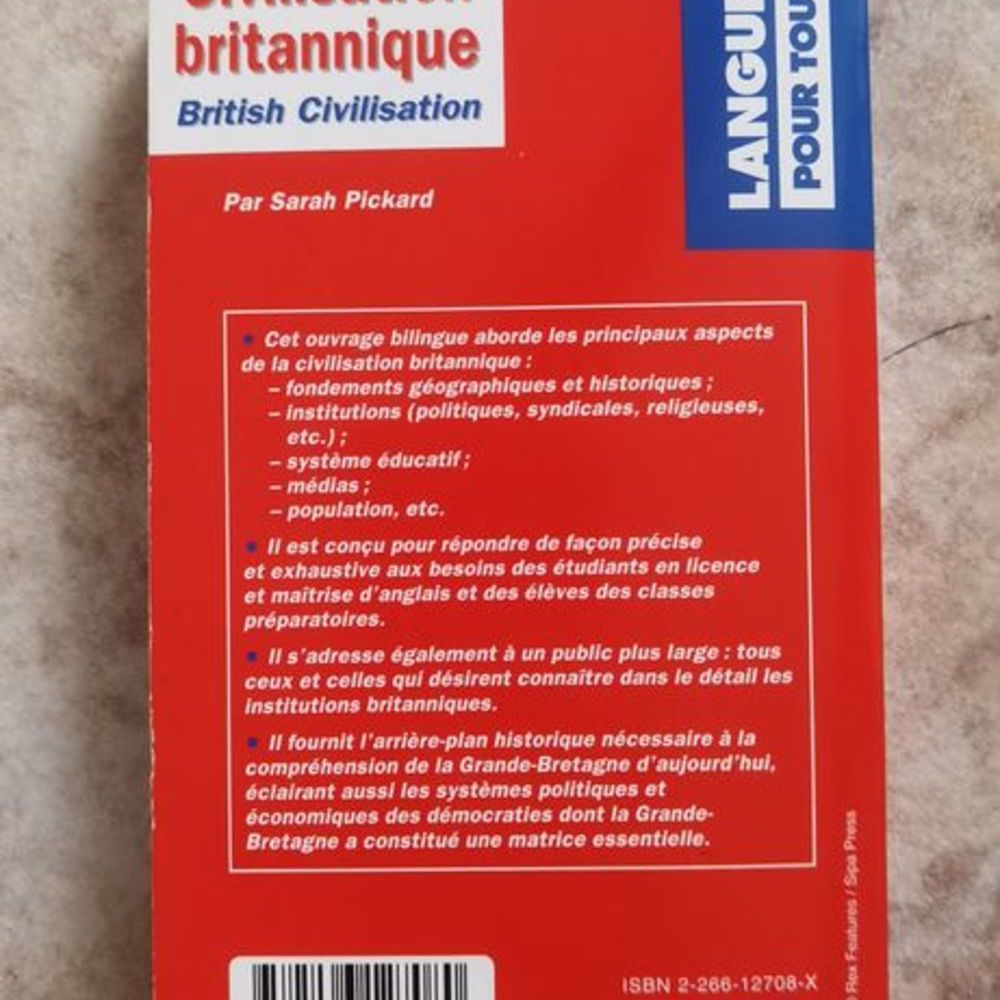 Civilisation
britannique
British Civilisation
LANGUE
POUR TOU
Par Sarah Pickard
• Cet ouvrage bilingue aborde les principaux aspects
de la civilisation britannique :
– fondements géographiques et historiques ;
– institutions (politiques, syndicales, religieuses,
etc.) ;
– système éducatif ;
– médias ;
– population, etc.
• Il est conçu pour répondre de façon précise
et exhaustive aux besoins des étudiants en licence
et maîtrise d'anglais et des élèves des classes
préparatoires.
• Il s'adresse également à un public plus large : tous
ceux et celles qui désirent connaître dans le détail les
institutions britanniques.
• Il fournit l'arrière-plan historique nécessaire à la
compréhension de la Grande-Bretagne d'aujourd'hui,
éclairant aussi les systèmes politiques et
économiques des démocraties dont la Grande-
Bretagne a constitué une matrice essentielle.
Rex Features / Sipa Press
ISBN 2-266-12708-X